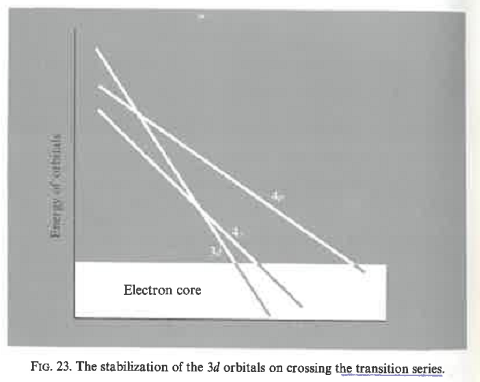 Energy of orbitals
4p
3d
Electron core
FIG. 23. The stabilization of the 3d orbitals on crossing the transition series.